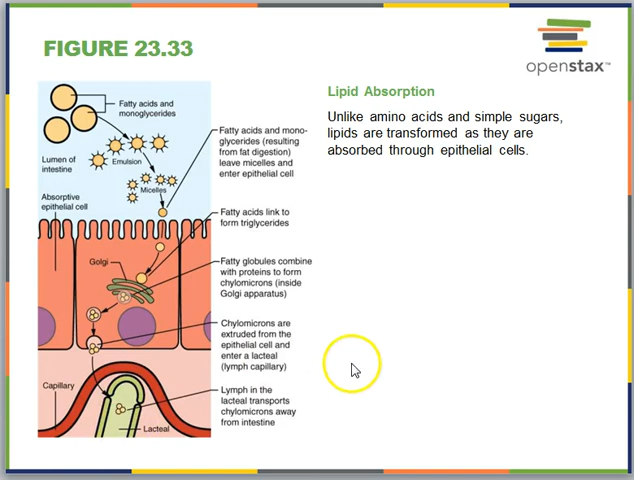 FIGURE 23.33
openstax™
Lipid Absorption
Unlike amino acids and simple sugars,
lipids are transformed as they are
absorbed through epithelial cells.
Fatty acids and
monoglycerides
Lumen of
intestine
Emulsion
Micelles
Fatty acids and mono-
glycerides (resulting
from fat digestion)
leave micelles and
enter epithelial cell
Absorptive
epithelial cell
Fatty acids link to
form triglycerides
Golgi
Fatty globules combine
with proteins to form
chylomicrons (inside
Golgi apparatus)
Chylomicrons are
extruded from the
epithelial cell and
enter a lacteal
(lymph capillary)
Capillary
Lymph in the
lacteal transports
chylomicrons away
from intestine
Lacteal